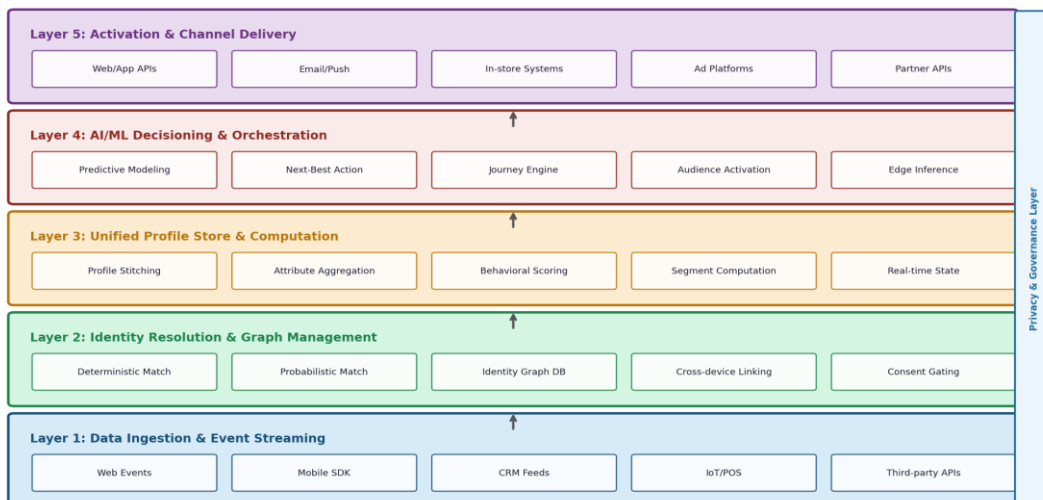 Layer 5: Activation & Channel Delivery
Web/App APIs
Email/Push
In-store Systems
Ad Platforms
Partner APIs
Layer 4: AI/ML Decisioning & Orchestration
Predictive Modeling
Next-Best Action
Journey Engine
Audience Activation
Edge Inference
Layer 3: Unified Profile Store & Computation
Profile Stitching
Attribute Aggregation
Behavioral Scoring
Segment Computation
Real-time State
Layer 2: Identity Resolution & Graph Management
Deterministic Match
Probabilistic Match
Identity Graph DB
Cross-device Linking
Consent Gating
Layer 1: Data Ingestion & Event Streaming
Web Events
Mobile SDK
CRM Feeds
IoT/POS
Third-party APIs
Privacy & Governance Layer